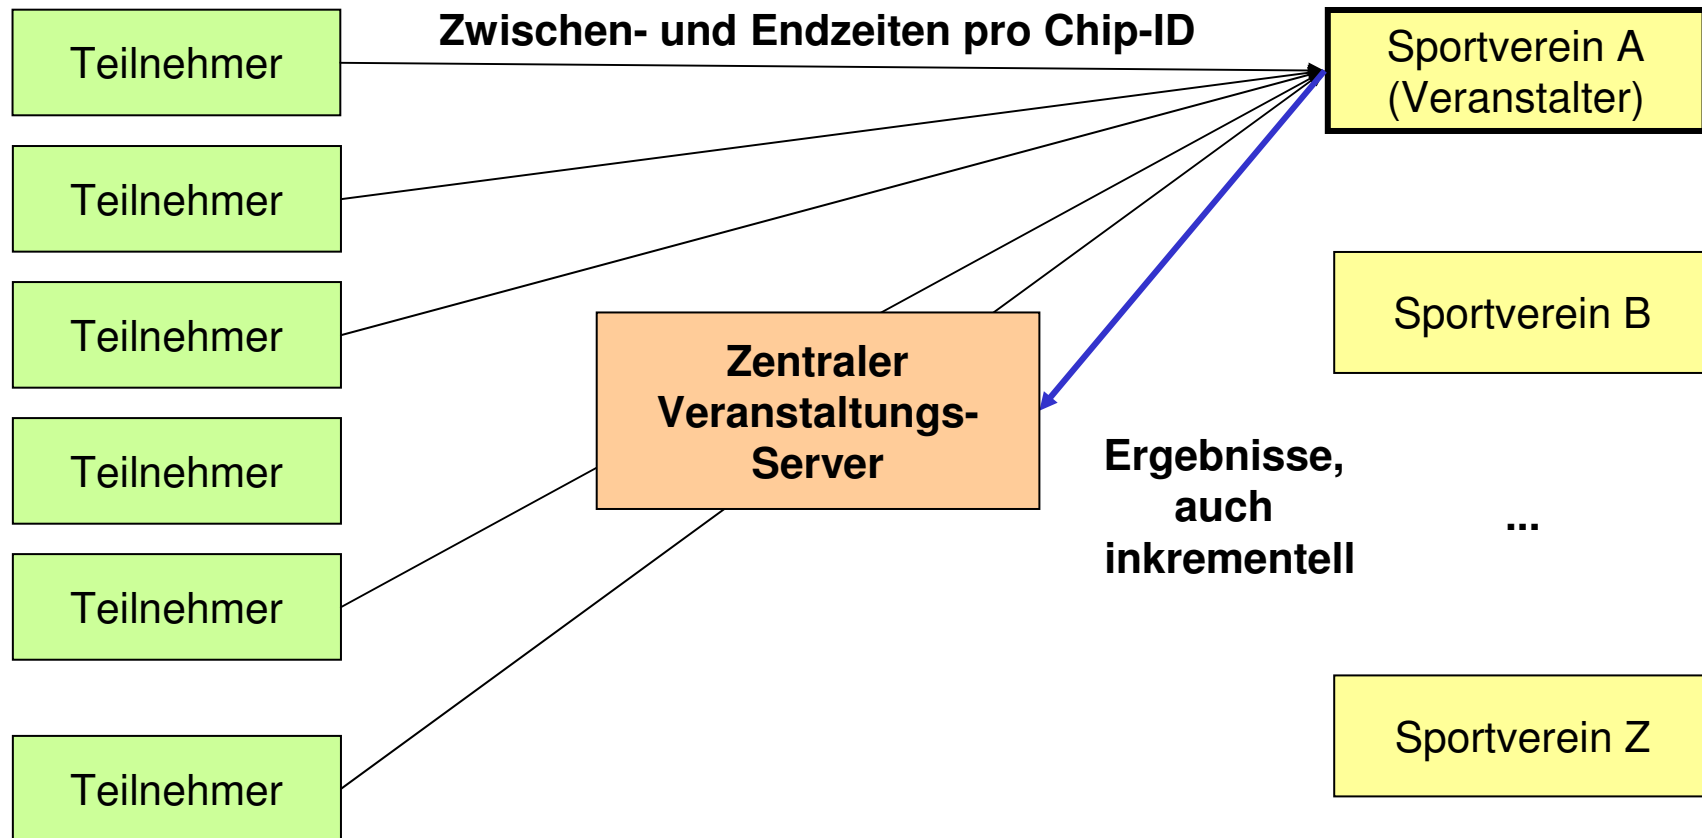 Zwischen- und Endzeiten pro Chip-ID
Teilnehmer
Teilnehmer
Teilnehmer
Teilnehmer
Teilnehmer
Teilnehmer
Zentraler
Veranstaltungs-
Server
Ergebnisse,
auch
inkrementell
Sportverein A
(Veranstalter)
Sportverein B
...
Sportverein Z